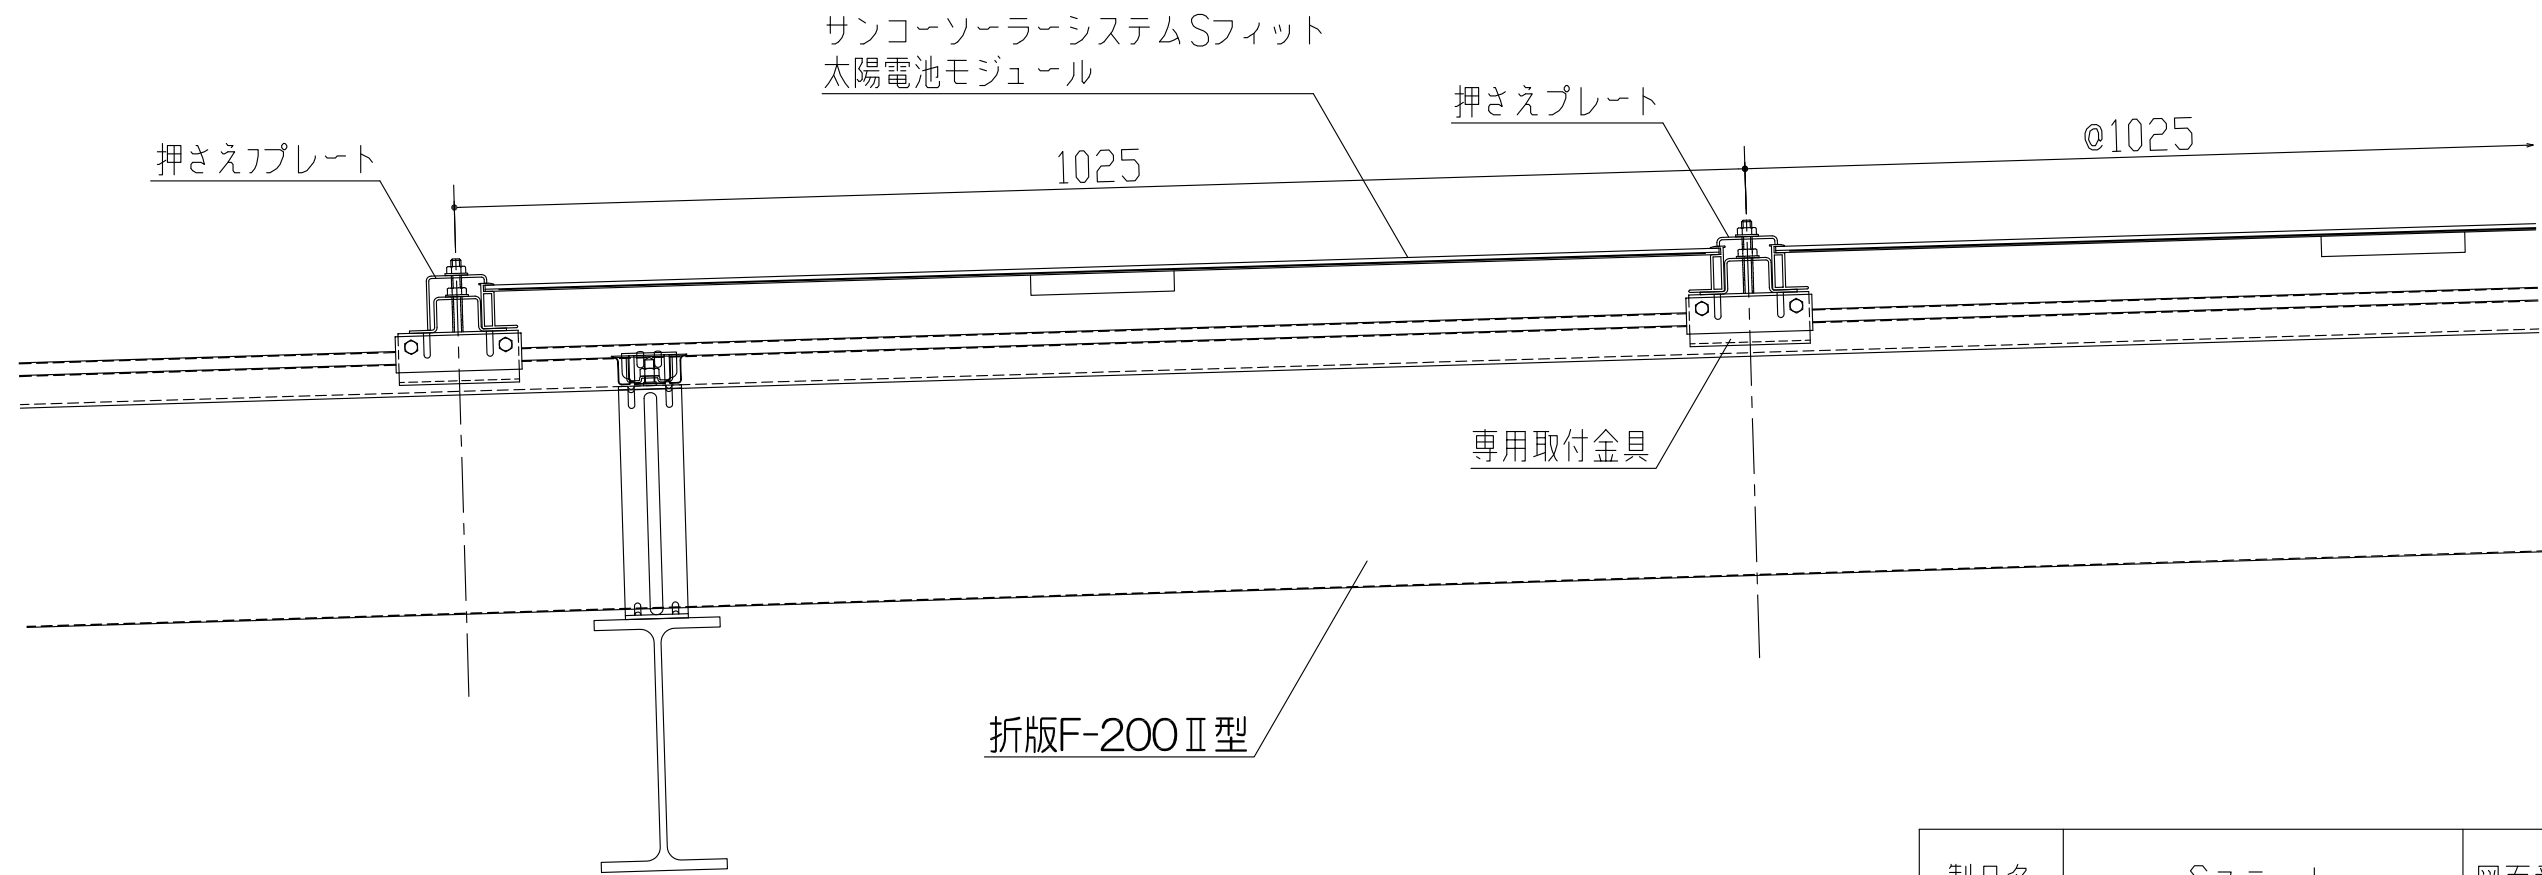 サンコーソーラーシステムSフィット
太陽電池モジュール
押さえプレート
@1025
押さえフプレート
1025
専用取付金具
折版F-200Ⅱ型
製品名